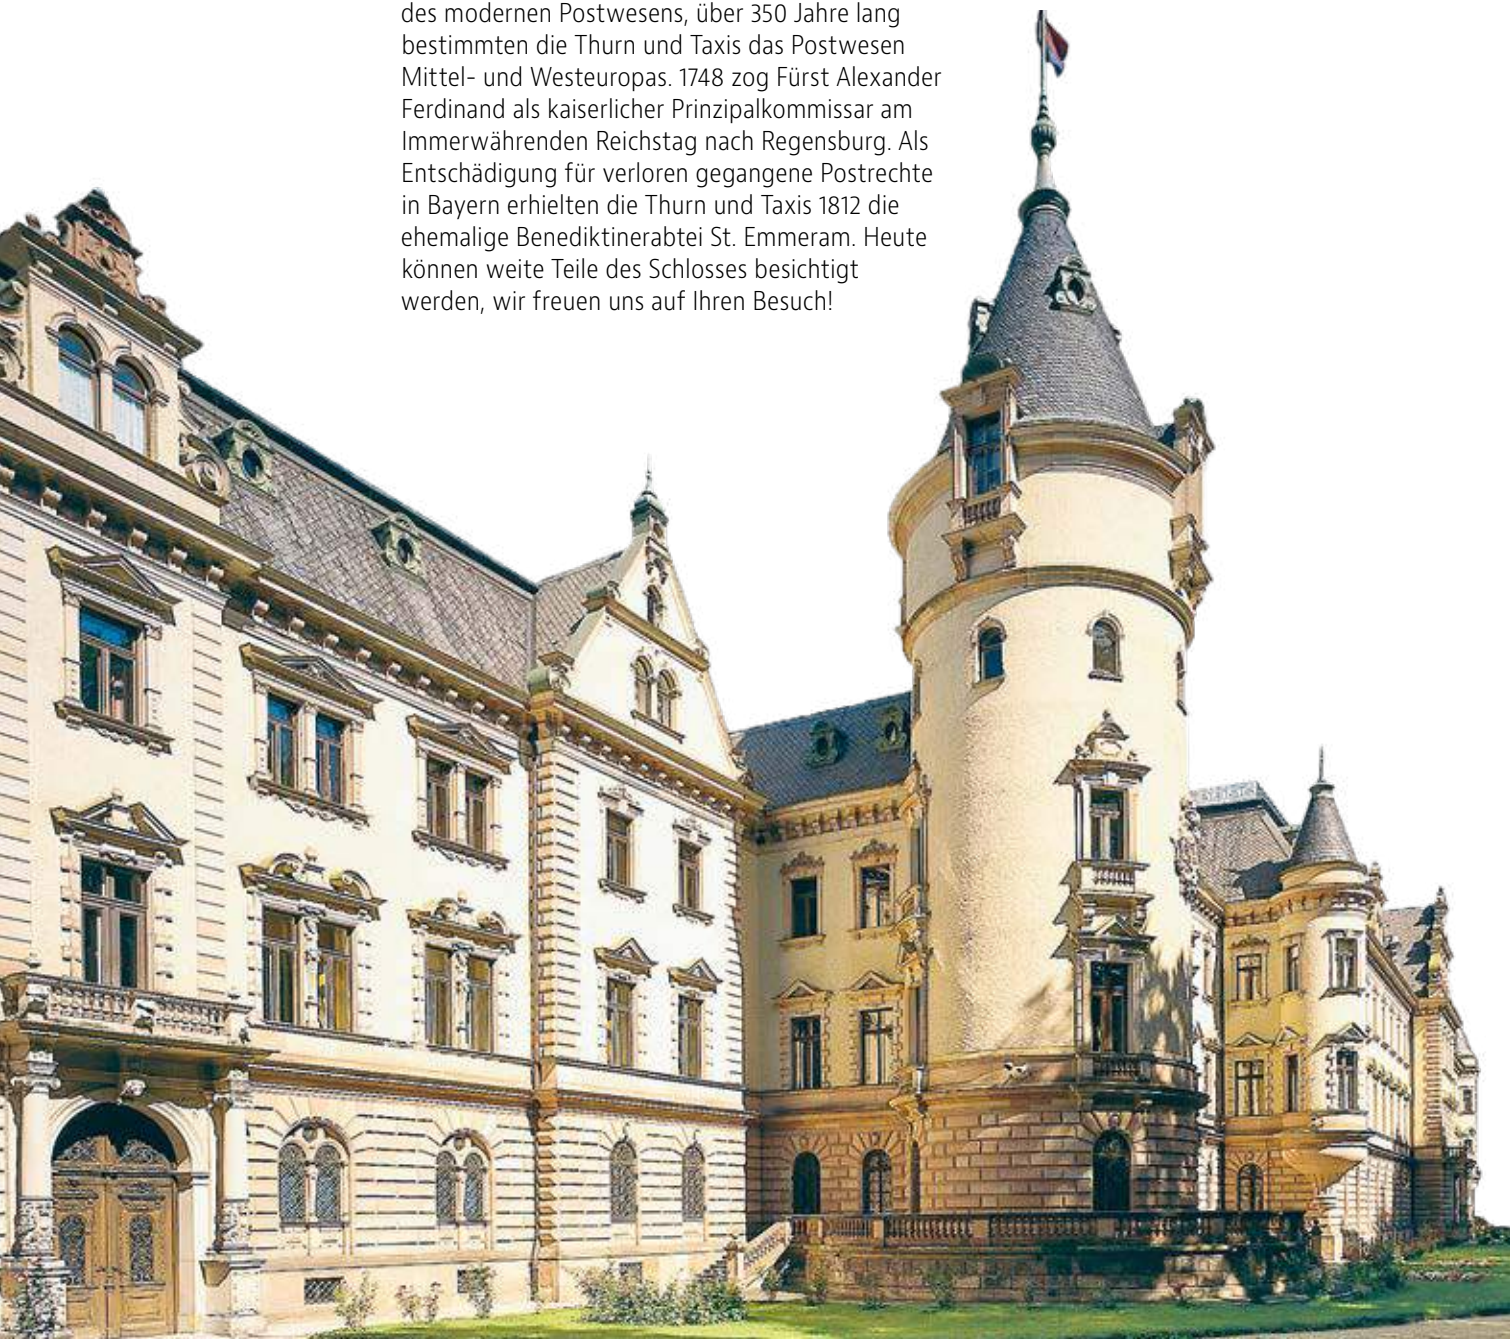 des modernen Postwesens, über 350 Jahre lang
bestimmten die Thurn und Taxis das Postwesen
Mittel- und Westeuropas. 1748 zog Fürst Alexander
Ferdinand als kaiserlicher Prinzipalkommissar am
Immerwährenden Reichstag nach Regensburg. Als
Entschädigung für verloren gegangene Postrechte
in Bayern erhielten die Thurn und Taxis 1812 die
ehemalige Benediktinerabtei St. Emmeram. Heute
können weite Teile des Schlosses besichtigt
werden, wir freuen uns auf Ihren Besuch!